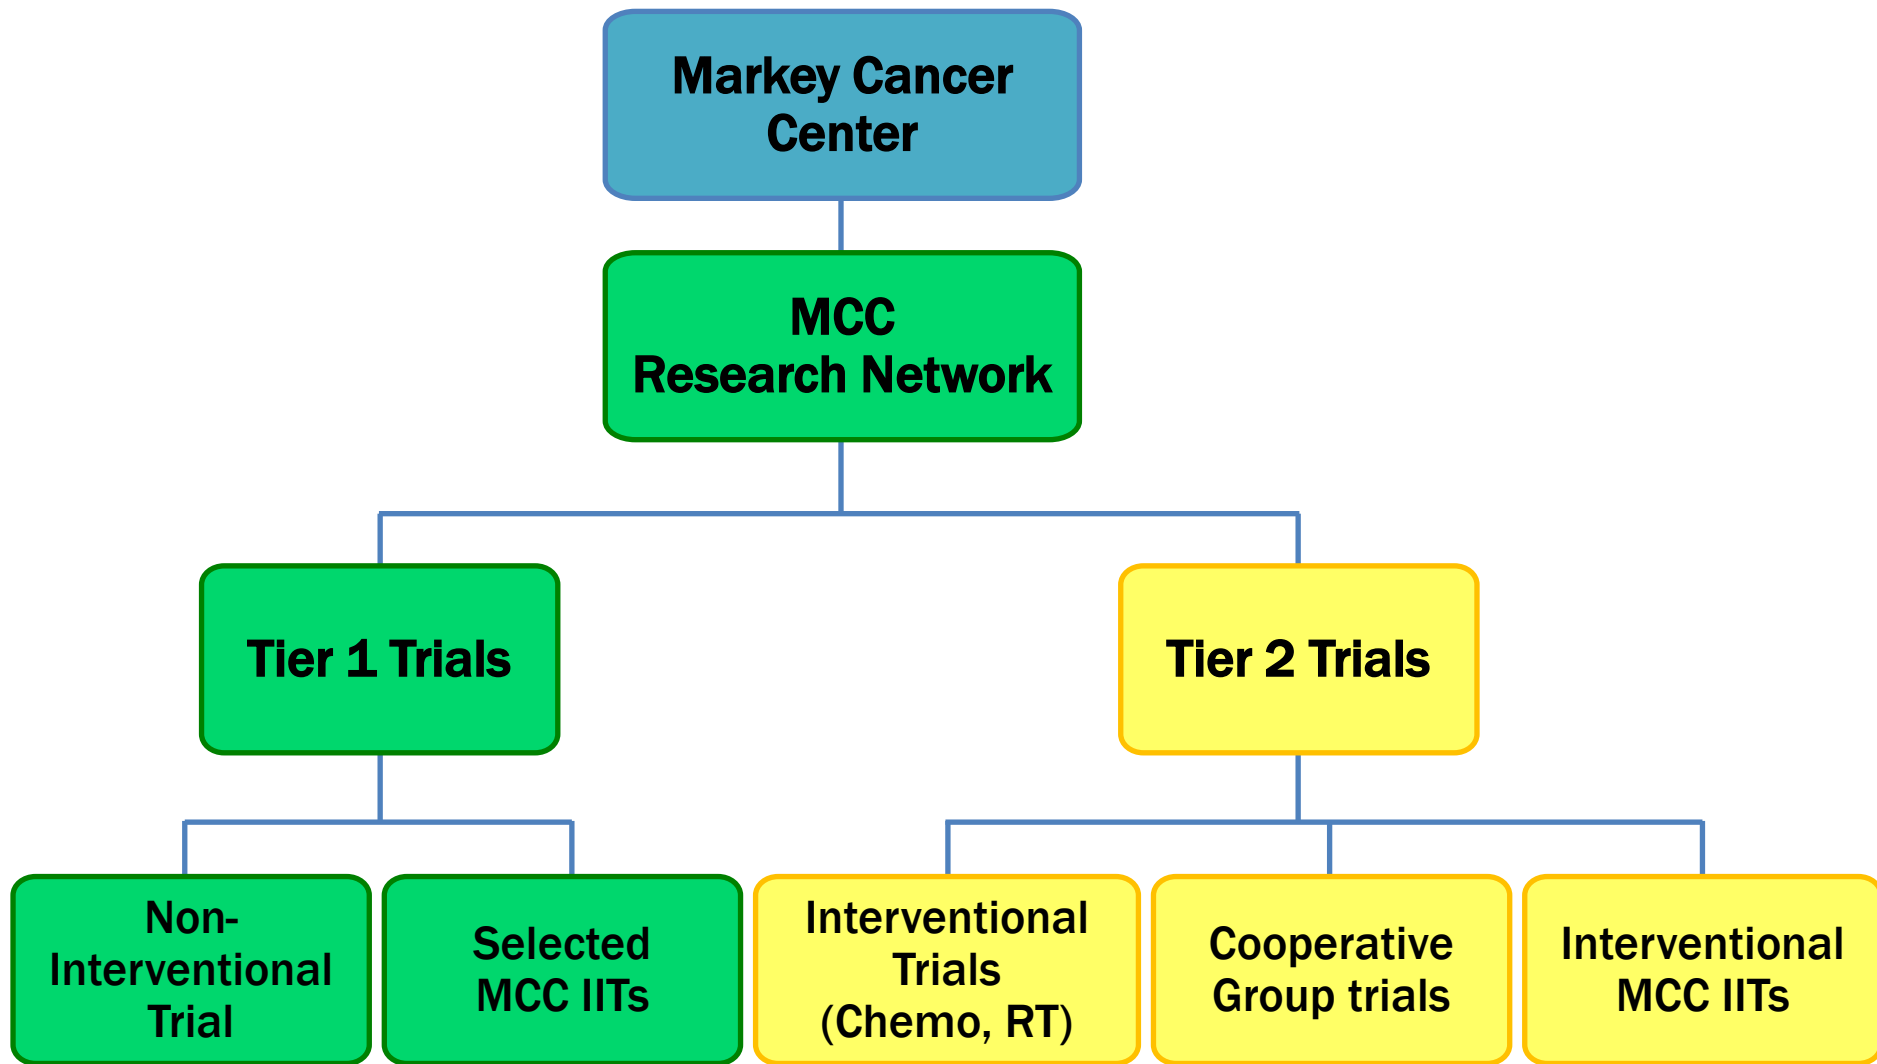 Markey Cancer
Center
MCC
Research Network
Tier 1 Trials
Tier 2 Trials
Non-
Interventional
Trial
Selected
MCC IITs
Interventional
Trials
(Chemo, RT)
Cooperative
Group trials
Interventional
MCC IITs